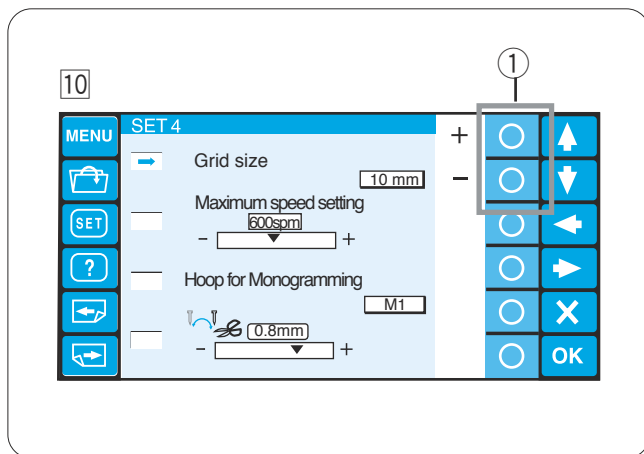 ①
10
MENU
SET 4
+
Grid size
10 mm
−
Maximum speed setting
SET
600spm
- +
?
Hoop for Monogramming
M1
0.8mm
- +
OK